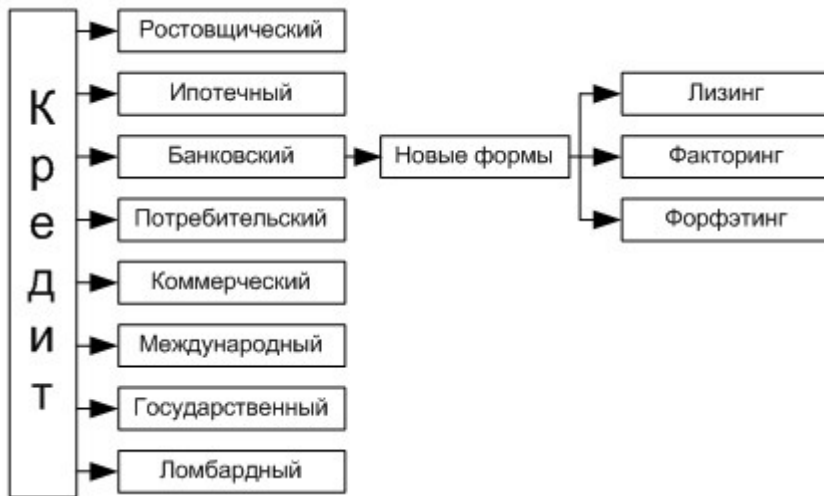 Кредит
Ростовщический
Ипотечный
Банковский
Потребительский
Коммерческий
Международный
Государственный
Ломбардный
Новые формы
Лизинг
Факторинг
Форфэтинг